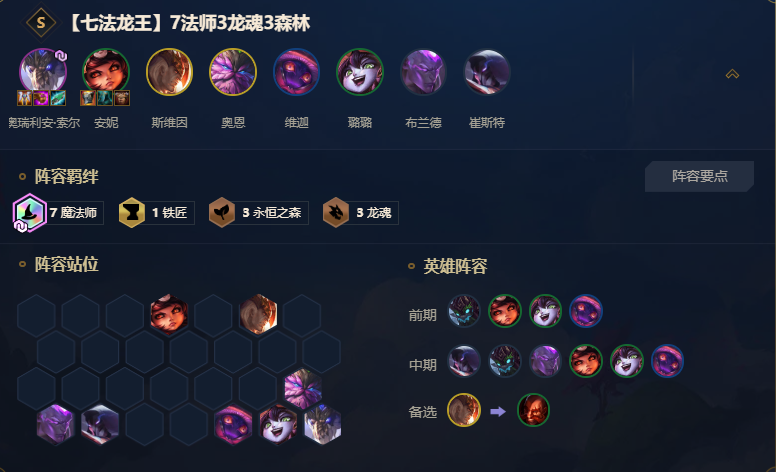 S 【七法龙王】7法师3龙魂3森林
奥瑞利安·索尔 安妮 斯维因 奥恩 维迦 璐璐 布兰德 崔斯特
阵容羁绊
阵容要点
7 魔法师 1 铁匠 3 永恒之森 3 龙魂
阵容站位
英雄阵容
前期
中期
备选